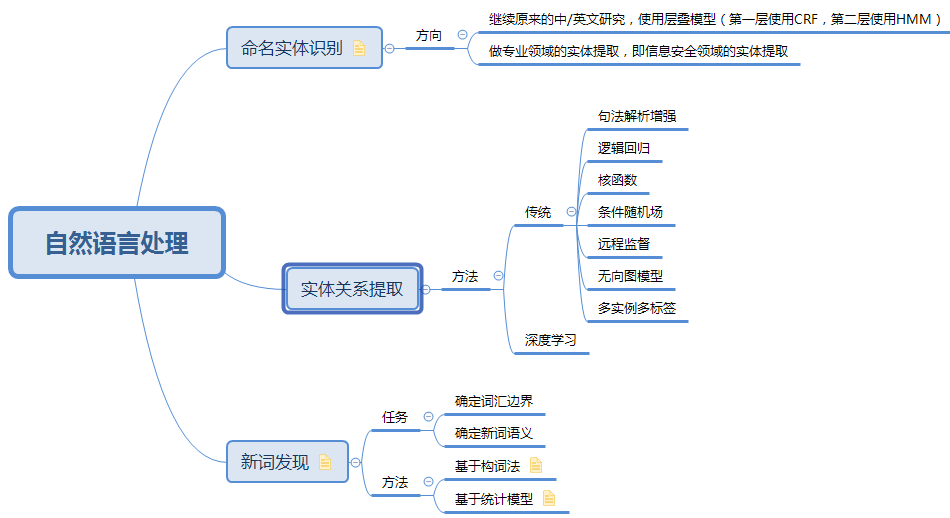 自然语言处理
命名实体识别
方向
继续原来的中/英文研究，使用层叠模型（第一层使用CRF，第二层使用HMM）
做专业领域的实体提取，即信息安全领域的实体提取
实体关系提取
方法
传统
句法解析增强
逻辑回归
核函数
条件随机场
远程监督
无向图模型
多实例多标签
深度学习
新词发现
任务
确定词汇边界
确定新词语义
方法
基于构词法
基于统计模型